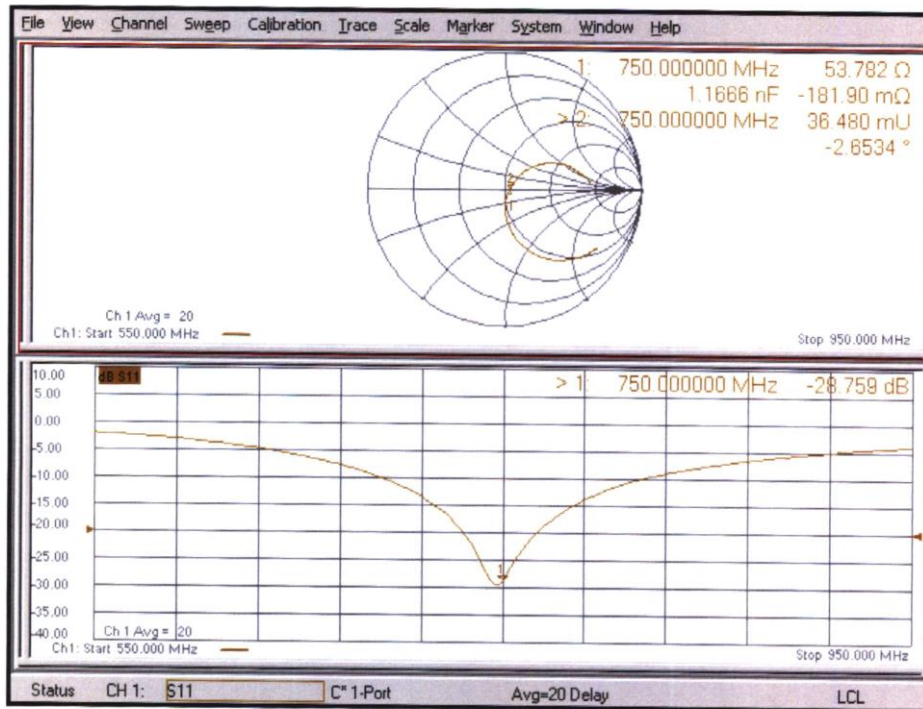 File View Channel Sweep Calibration Trace Scale Marker System Window Help
1: 750.000000 MHz 53.782 Ω
1.1666 nF -181.90 mΩ
> 2: 750.000000 MHz 36.480 mU
-2.6534 °
Ch 1 Avg = 20
Ch1: Start 550.000 MHz Stop 950.000 MHz
10.00 dB S11 > 1: 750.000000 MHz -28.759 dB
5.00
0.00
-5.00
-10.00
-15.00
-20.00
-25.00
1
-30.00
-35.00
-40.00 Ch 1 Avg = 20
Ch1: Start 550.000 MHz Stop 950.000 MHz
Status CH 1: S11 C* 1-Port Avg=20 Delay LCL